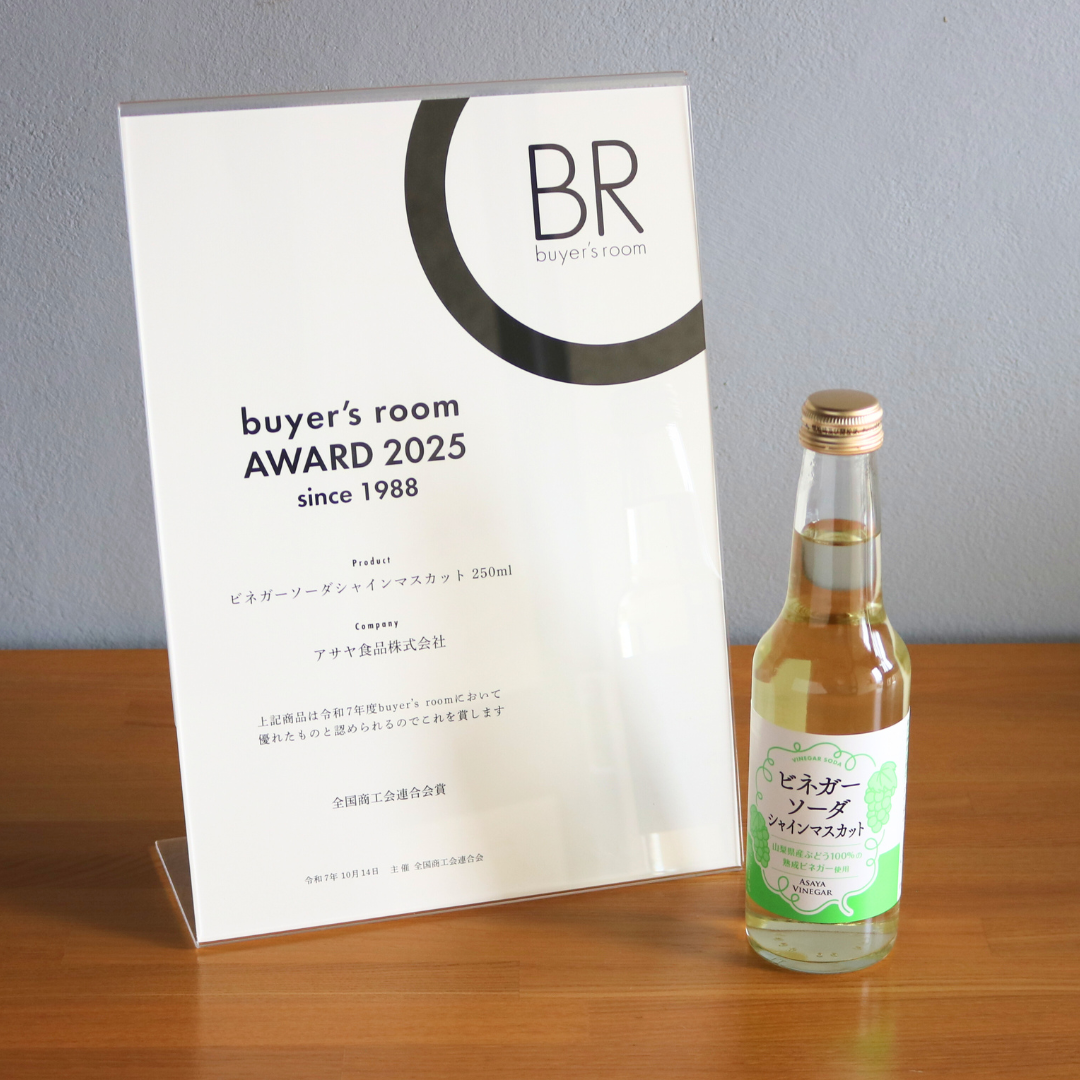 BR
buyer's room
buyer's room
AWARD 2025
since 1988
Product
ビネガーソーダシャインマスカット 250ml
Company
アサヤ食品株式会社
上記商品は令和7年度buyer's roomにおいて
優れたものと認められるのでこれを賞します
全国商工会連合会賞
令和7年 10月14日 主催 全国商工会連合会
VINEGAR SODA
ビネガー
ソーダ
シャインマスカット
山梨県産ぶどう100%の
熟成ビネガー使用
ASAYA
VINEGAR